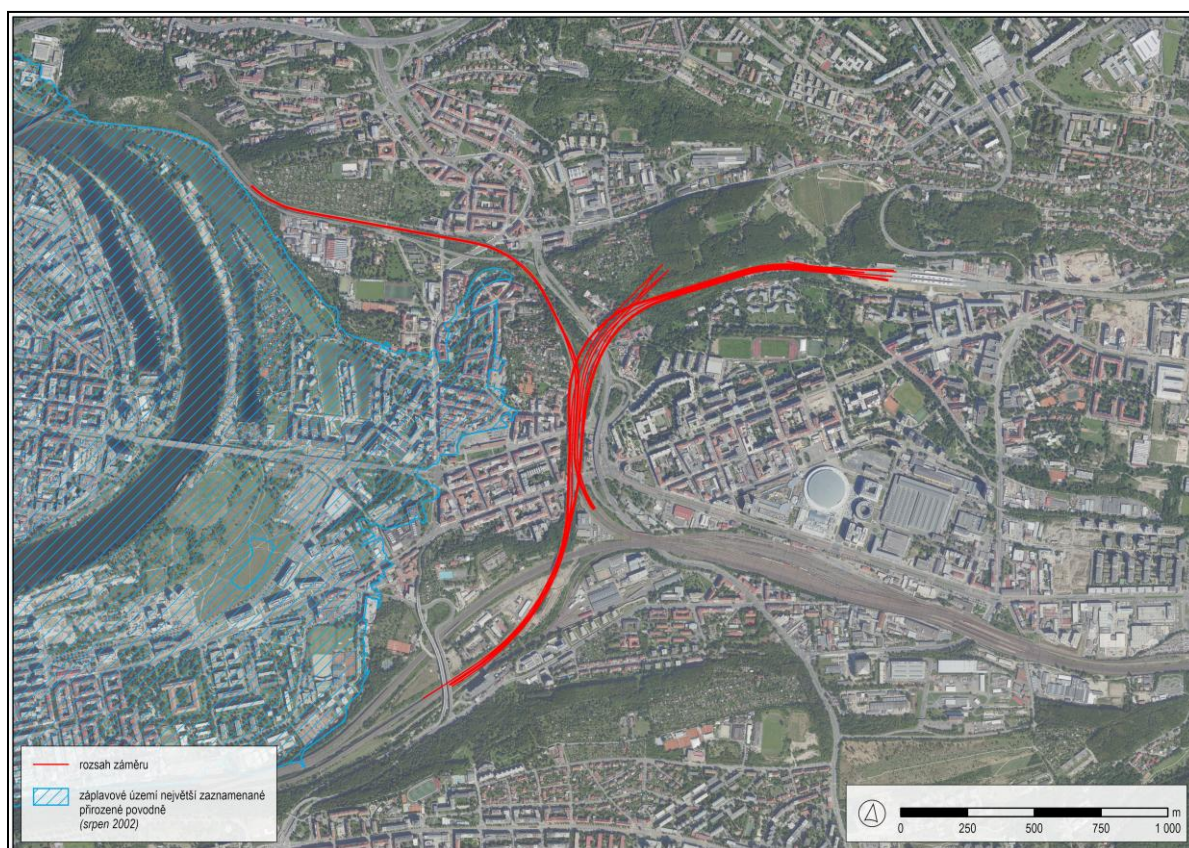 rozsah záměru
záplavové území největší zaznamenané
přirozené povodně
(srpen 2002)
m
0 250 500 750 1 000